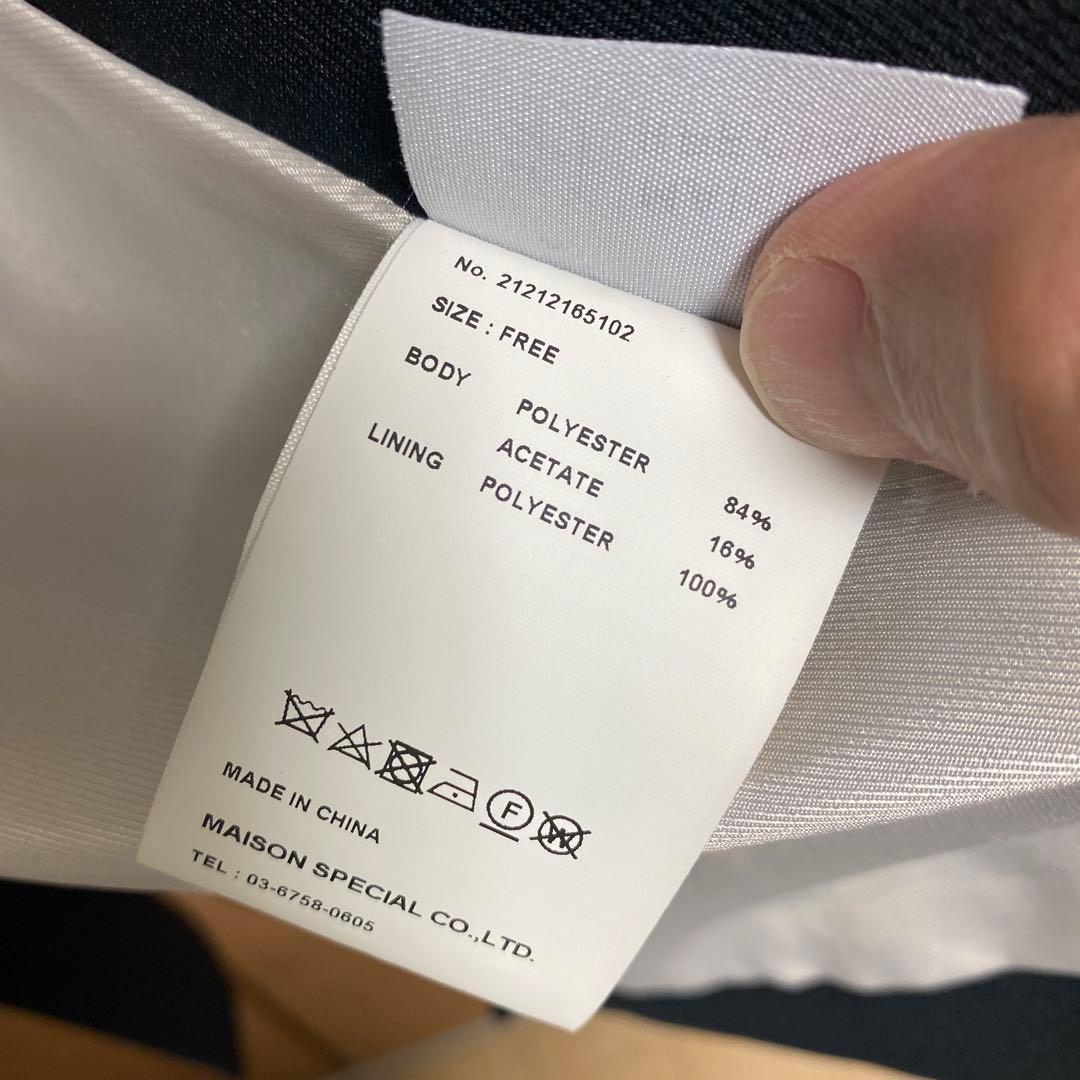 No. 21212165102
SIZE : FREE
BODY
POLYESTER 84%
ACETATE 16%
LINING POLYESTER 100%
F W
MADE IN CHINA
MAISON SPECIAL CO.,LTD.
TEL : 03-6758-0605